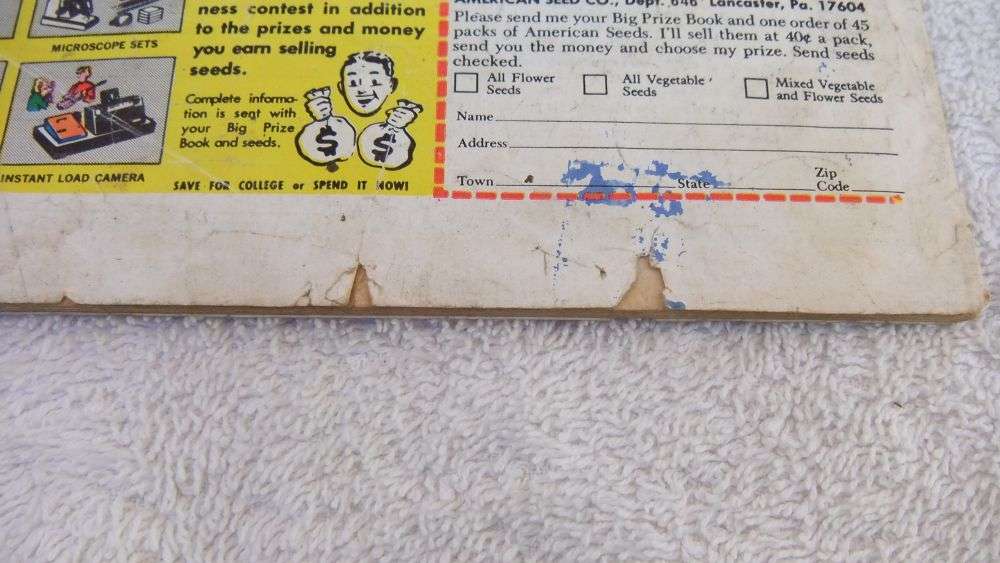 ness contest in addition
to the prizes and money
you earn selling
seeds.
MICROSCOPE SETS
Complete informa-
tion is sent with
your Big Prize
Book and seeds.
$ $
INSTANT LOAD CAMERA
SAVE FOR COLLEGE or SPEND IT NOW!
AMERICAN SEED CO., Dept. 646 Lancaster, Pa. 17604
Please send me your Big Prize Book and one order of 45
packs of American Seeds. I'll sell them at 40¢ a pack,
send you the money and choose my prize. Send seeds
checked.
All Flower
Seeds
All Vegetable
Seeds
Mixed Vegetable
and Flower Seeds
Name
Address
Town State Zip
Code